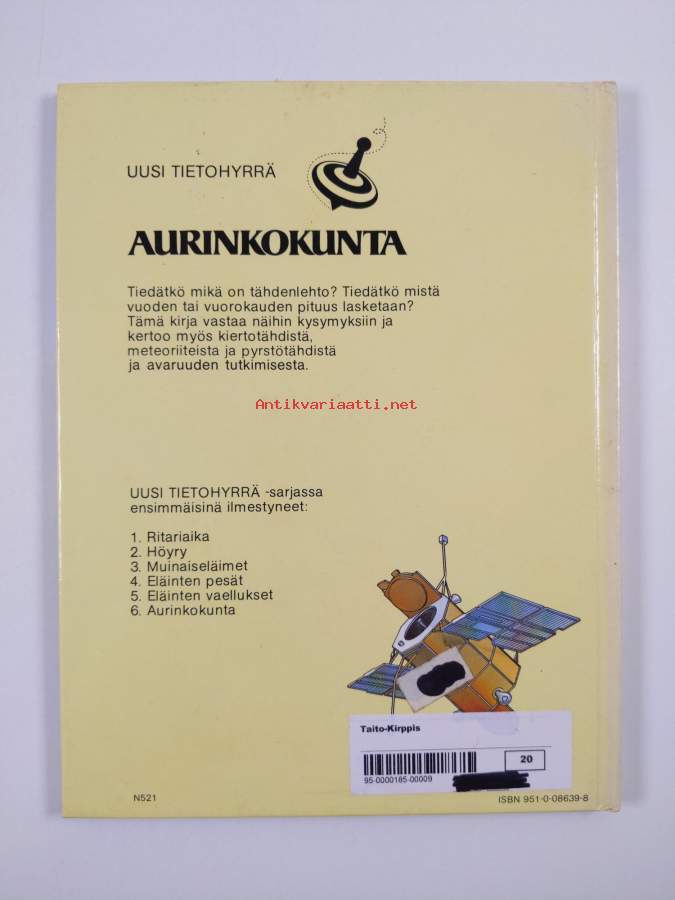 UUSI TIETOHYRRÄ
AURINKOKUNTA
Tiedätkö mikä on tähdenlehto? Tiedätkö mistä
vuoden tai vuorokauden pituus lasketaan?
Tämä kirja vastaa näihin kysymyksiin ja
kertoo myös kiertotähdistä,
meteoriiteista ja pyrstötähdistä
ja avaruuden tutkimisesta.
Antikvariaatti.net
UUSI TIETOHYRRÄ -sarjassa
ensimmäisinä ilmestyneet:
1. Ritariaika
2. Höyry
3. Muinaiseläimet
4. Eläinten pesät
5. Eläinten vaellukset
6. Aurinkokunta
Taito-Kirppis
20
95-0000185-00009
N521
ISBN 951-0-08639-8